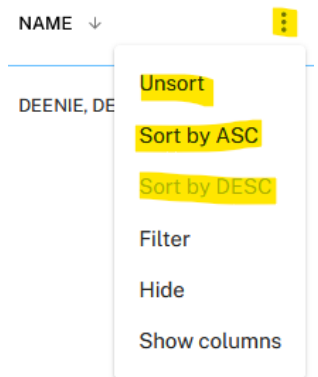 NAME ↓
Unsort
DEENIE, DE
Sort by ASC
Sort by DESC
Filter
Hide
Show columns